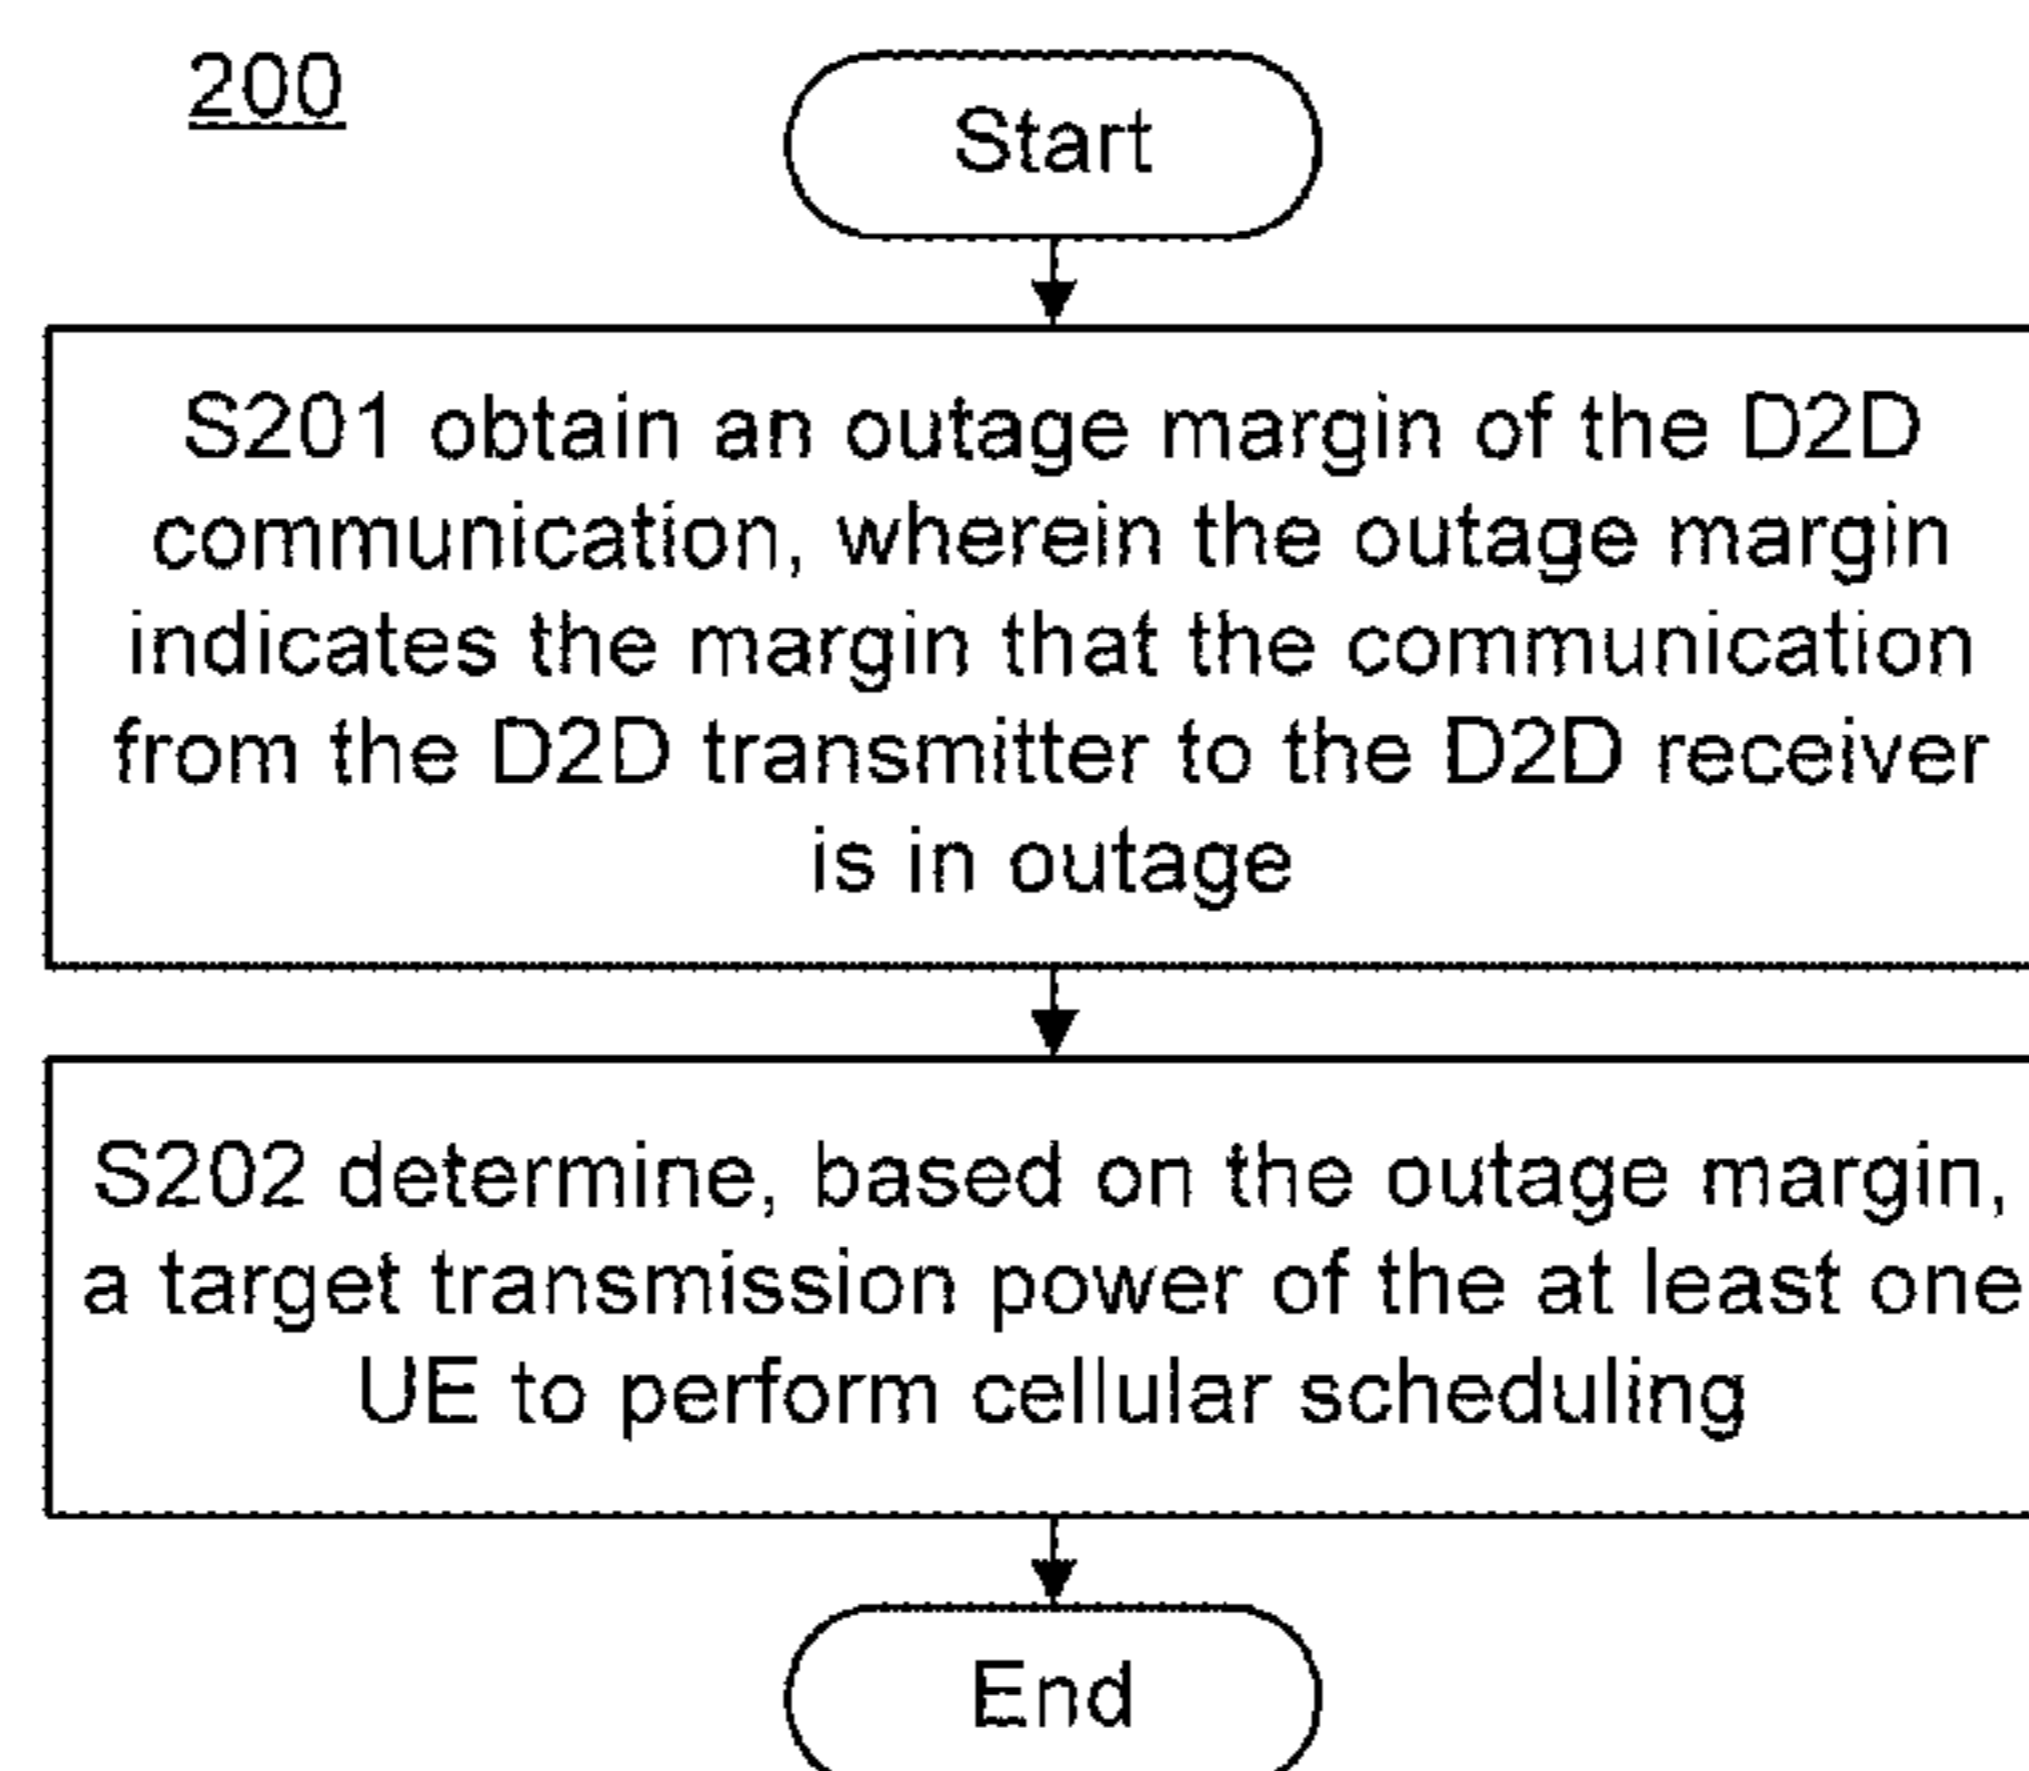 200
Start
S201 obtain an outage margin of the D2D
communication, wherein the outage margin
indicates the margin that the communication
from the D2D transmitter to the D2D receiver
is in outage
S202 determine, based on the outage margin,
a target transmission power of the at least one
UE to perform cellular scheduling
End